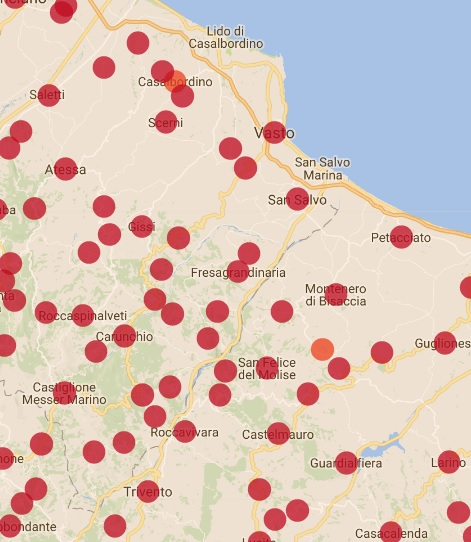 Lido di
Casalbordino
Casalbordino
Saletti
Scerni
Vasto
Atessa
San Salvo
Marina
San Salvo
Gissi
Petacciato
Fresagrandinaria
Montenero
di Bisaccia
Roccaspinalveti
Carunchio
Gugliones
San Felice
del Molise
Castiglione
Messer Marino
Roccavivara
Castelmauro
Guardialfiera
Larino
Trivento
Casacalenda